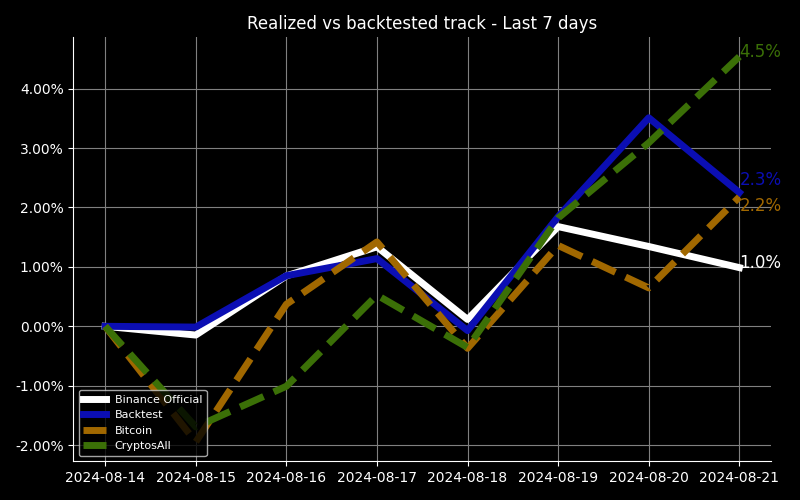 Realized vs backtested track - Last 7 days
4.5%
4.00%
3.00%
2.3%
2.00%
2.2%
1.00%
1.0%
0.00%
-1.00%
-2.00%
Binance Official
Backtest
Bitcoin
CryptosAll
2024-08-14 2024-08-15 2024-08-16 2024-08-17 2024-08-18 2024-08-19 2024-08-20 2024-08-21